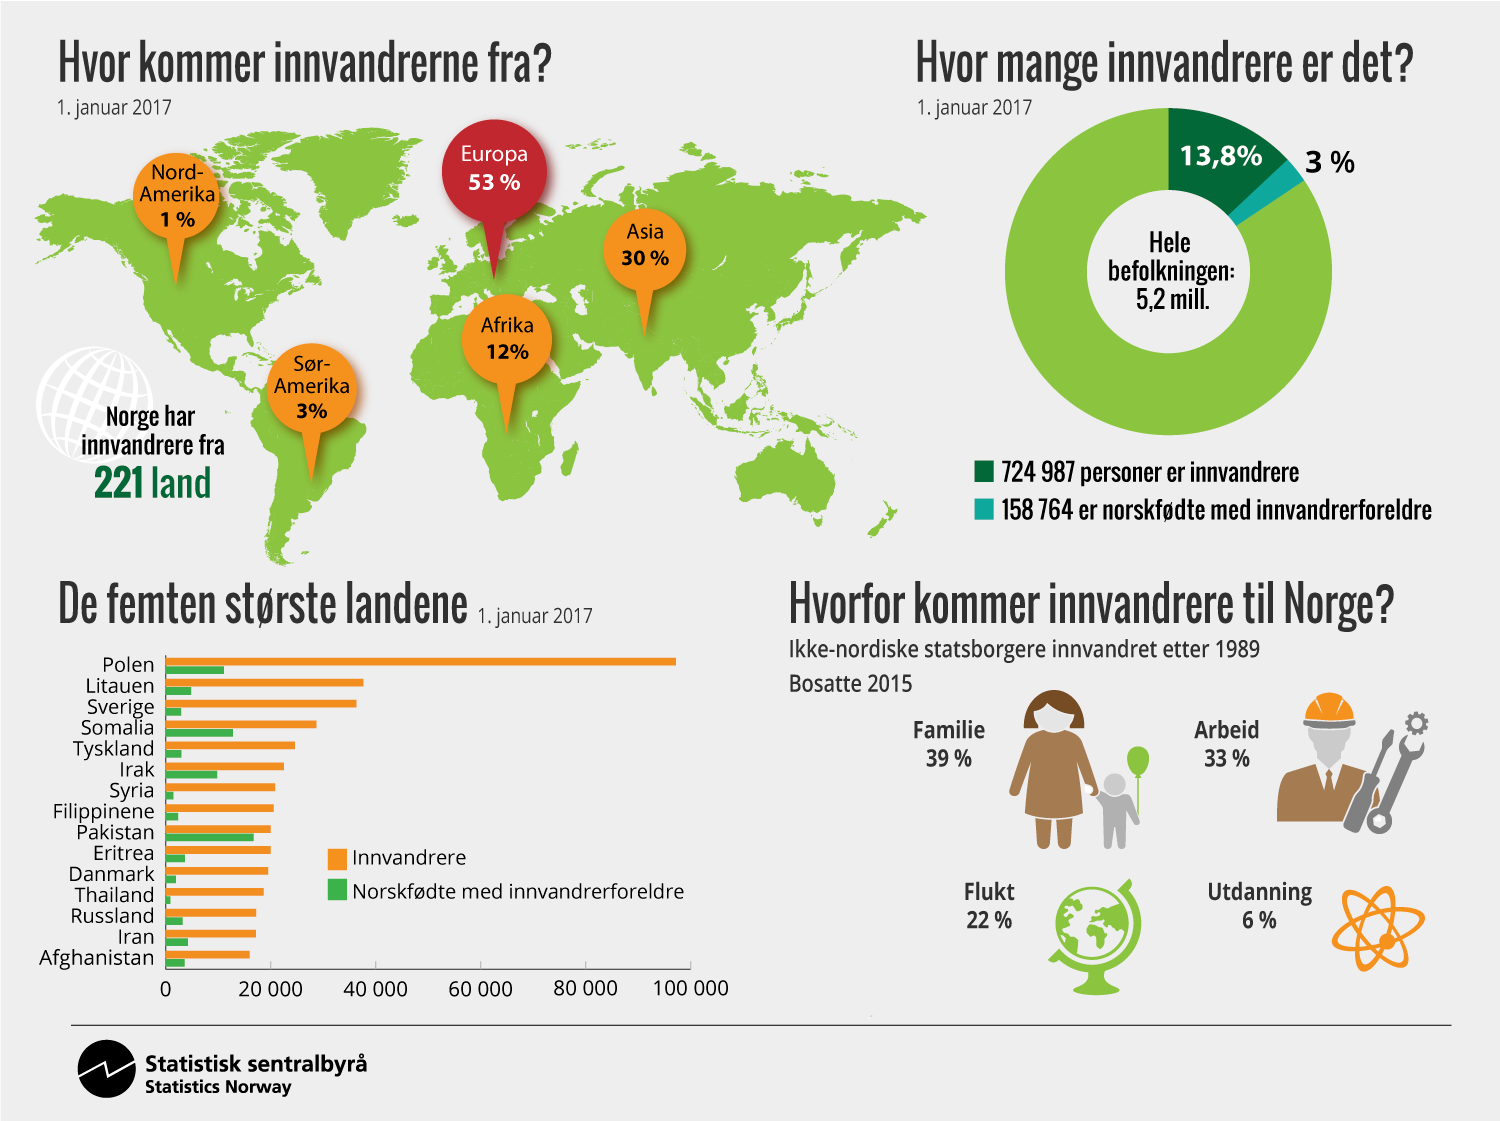 Hvor kommer innvandrerne fra?
1. januar 2017
Nord-
Amerika
1 %
Europa
53 %
Asia
30 %
Afrika
12%
Sør-
Amerika
3%
Norge har
innvandrere fra
221 land
Hvor mange innvandrere er det?
1. januar 2017
13,8%
3 %
Hele
befolkningen:
5,2 mill.
724 987 personer er innvandrere
158 764 er norskfødte med innvandrerforeldre
De femten største landene 1. januar 2017
Polen
Litauen
Sverige
Somalia
Tyskland
Irak
Syria
Filippinene
Pakistan
Eritrea
Danmark
Thailand
Russland
Iran
Afghanistan
Innvandrere
Norskfødte med innvandrerforeldre
0 20 000 40 000 60 000 80 000 100 000
Hvorfor kommer innvandrere til Norge?
Ikke-nordiske statsborgere innvandret etter 1989
Bosatte 2015
Familie
39 %
Arbeid
33 %
Flukt
22 %
Utdanning
6 %
Statistisk sentralbyrå
Statistics Norway